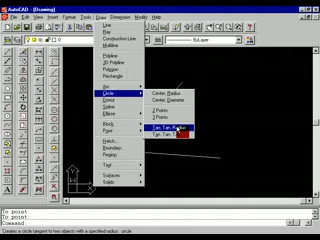 AutoCAD - [Drawing]
File Edit View Insert Format Tools Draw Dimension Modify Help
ByLayer
Line
Ray
Construction Line
Multiline
Polyline
3D Polyline
Polygon
Rectangle
Arc
Circle
Donut
Spline
Ellipse
Block
Point
Hatch...
Boundary...
Region
Text
Surfaces
Solids
Center, Radius
Center, Diameter
2 Points
3 Points
Tan, Tan, Radius
Tan, Tan,
To point:
To point:
Command:
Creates a circle tangent to two objects with a specified radius: circle